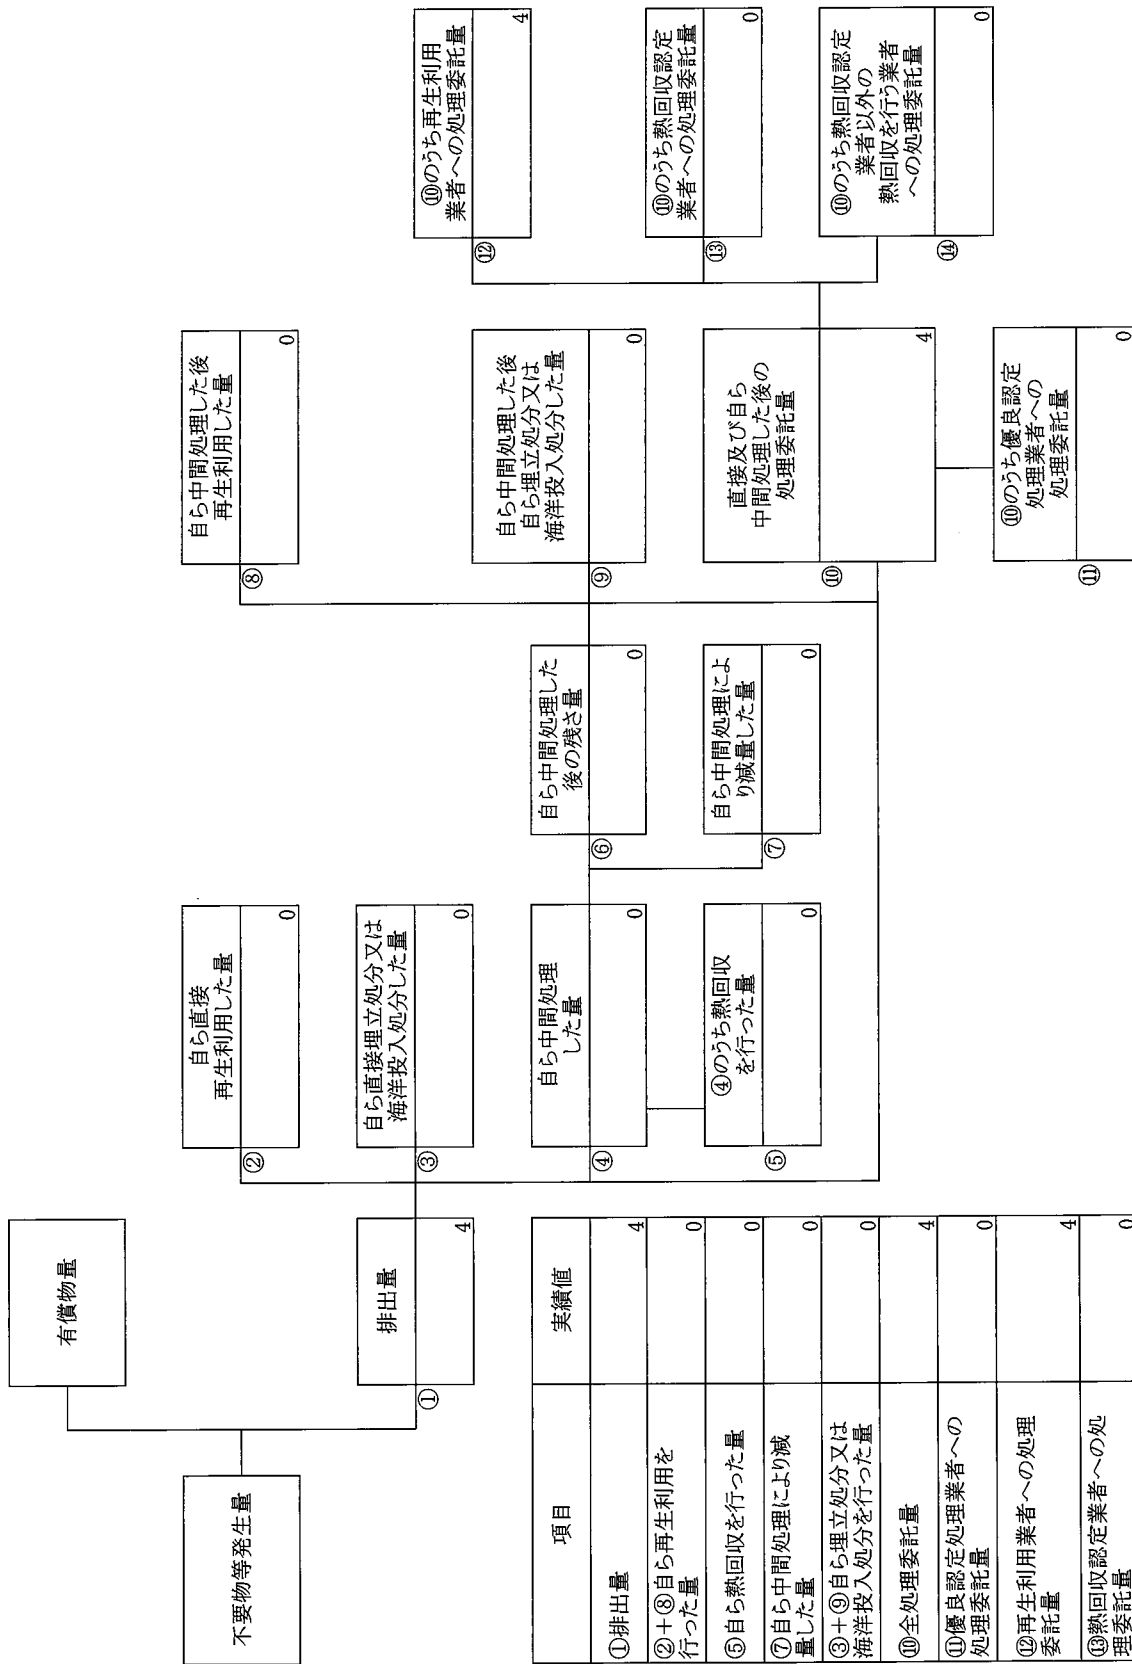 不要物等発生量
有償物量
排出量
①
4
自ら直接
再生利用した量
②
0
自ら直接埋立処分又は
海洋投入処分した量
③
0
自ら中間処理
した量
④
0
④のうち熱回収
を行った量
⑤
0
自ら中間処理した
後の残さ量
⑥
0
自ら中間処理によ
り減量した量
⑦
0
自ら中間処理した後
再生利用した量
⑧
0
自ら中間処理した後
自ら埋立処分又は
海洋投入処分した量
⑨
0
直接及び自ら
中間処理した後の
処理委託量
⑩
4
⑩のうち優良認定
処理業者への
処理委託量
⑪
0
⑩のうち再生利用
業者への処理委託量
⑫
4
⑩のうち熱回収認定
業者への処理委託量
⑬
0
⑩のうち熱回収認定
業者以外の
熱回収を行う業者
への処理委託量
⑭
0
項目 実績値
①排出量 4
②+⑧自ら再生利用を
行った量 0
⑤自ら熱回収を行った量 0
⑦自ら中間処理により減
量した量 0
③+⑨自ら埋立処分又は
海洋投入処分を行った量 0
⑩全処理委託量 4
⑪優良認定処理業者への
処理委託量 0
⑫再生利用業者への処理
委託量 4
⑬熱回収認定業者への処
理委託量 0